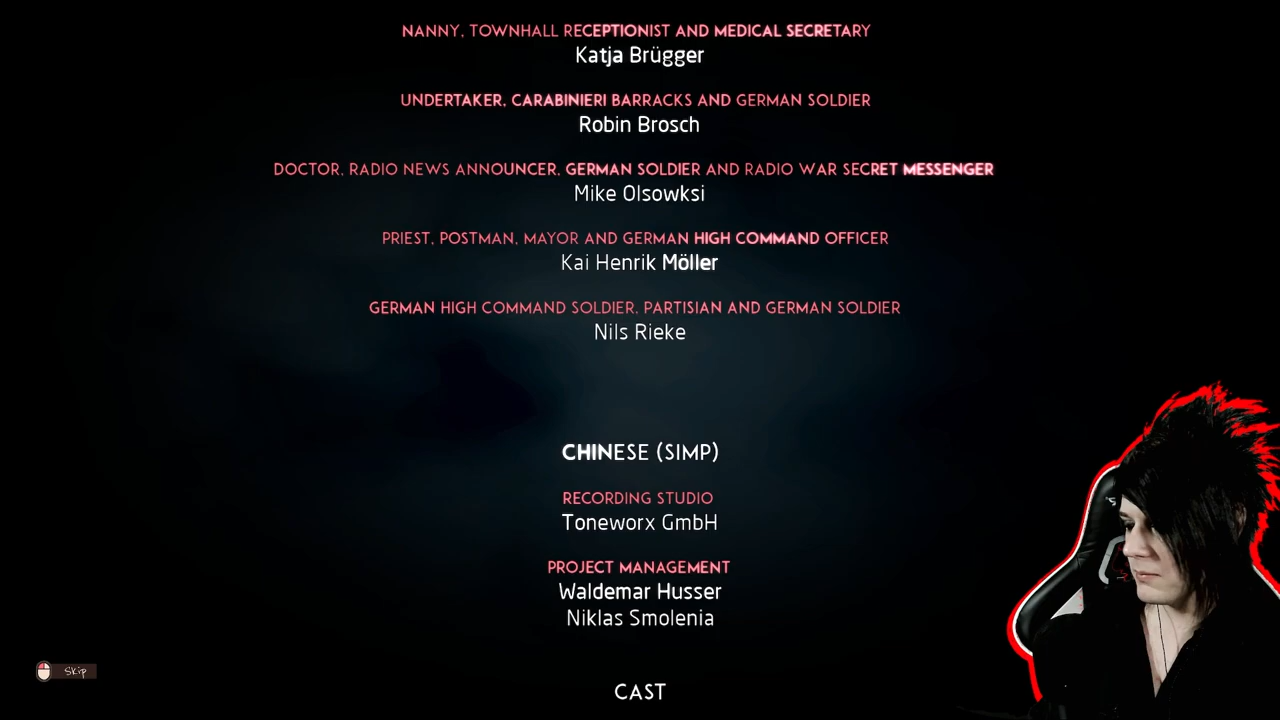 NANNY, TOWNHALL RECEPTIONIST AND MEDICAL SECRETARY
Katja Brügger
UNDERTAKER, CARABINIERI BARRACKS AND GERMAN SOLDIER
Robin Brosch
DOCTOR, RADIO NEWS ANNOUNCER, GERMAN SOLDIER AND RADIO WAR SECRET MESSENGER
Mike Olsowksi
PRIEST, POSTMAN, MAYOR AND GERMAN HIGH COMMAND OFFICER
Kai Henrik Möller
GERMAN HIGH COMMAND SOLDIER, PARTISIAN AND GERMAN SOLDIER
Nils Rieke
CHINESE (SIMP)
RECORDING STUDIO
Toneworx GmbH
PROJECT MANAGEMENT
Waldemar Husser
Niklas Smolenia
Skip
CAST